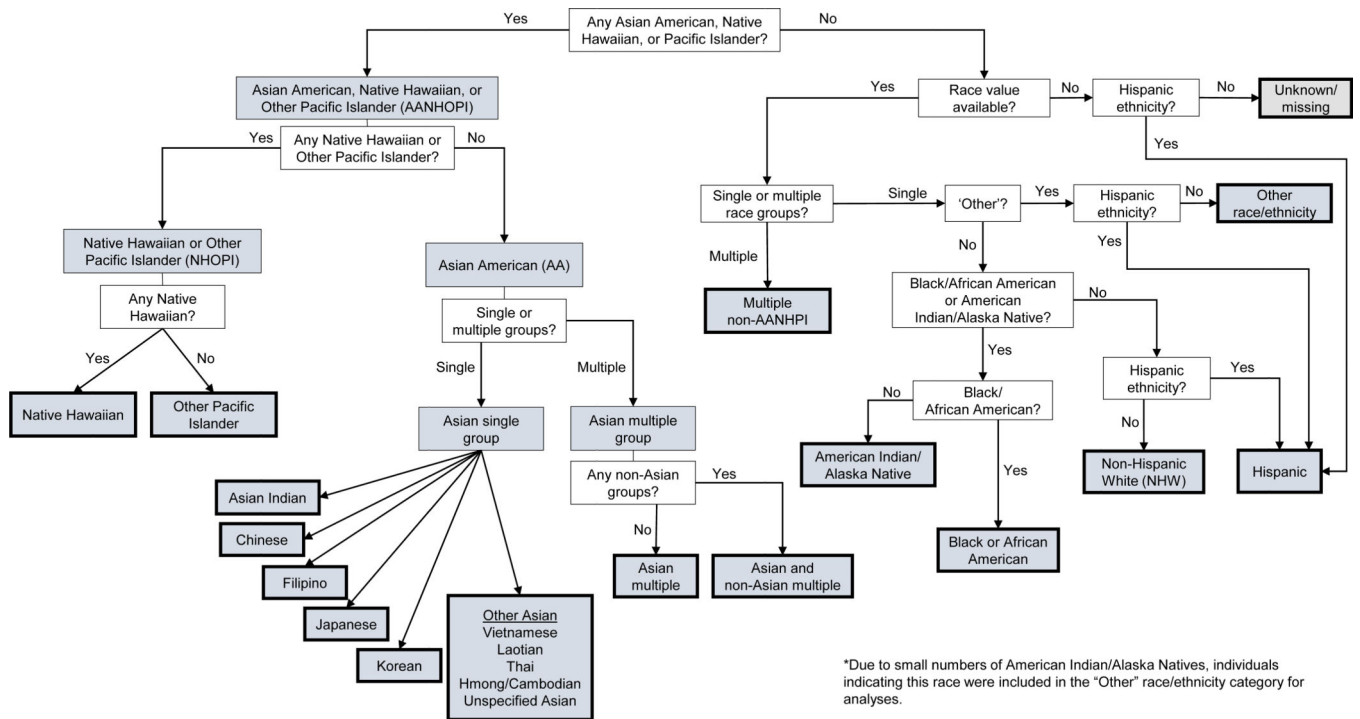 Any Asian American, Native
Hawaiian, or Pacific Islander?
Yes
No
Asian American, Native Hawaiian, or
Other Pacific Islander (AANHOPI)
Any Native Hawaiian or
Other Pacific Islander?
Yes
No
Native Hawaiian or Other
Pacific Islander (NHOPI)
Any Native
Hawaiian?
Yes
No
Native Hawaiian
Other Pacific
Islander
Asian American (AA)
Single or
multiple groups?
Single
Multiple
Asian single
group
Asian Indian
Chinese
Filipino
Japanese
Korean
Other Asian
Vietnamese
Laotian
Thai
Hmong/Cambodian
Unspecified Asian
Asian multiple
group
Any non-Asian
groups?
No
Yes
Asian
multiple
Asian and
non-Asian multiple
Race value
available?
Yes
No
Hispanic
ethnicity?
No
Unknown/
missing
Yes
Single or multiple
race groups?
Single
Multiple
Multiple
non-AANHPI
‘Other’?
Yes
Hispanic
ethnicity?
No
Other
race/ethnicity
Yes
No
Black/African American
or American
Indian/Alaska Native?
No
Yes
Black/
African American?
No
American Indian/
Alaska Native
Yes
Black or African
American
Hispanic
ethnicity?
Yes
No
Non-Hispanic
White (NHW)
Hispanic
*Due to small numbers of American Indian/Alaska Natives, individuals
indicating this race were included in the “Other” race/ethnicity category for
analyses.